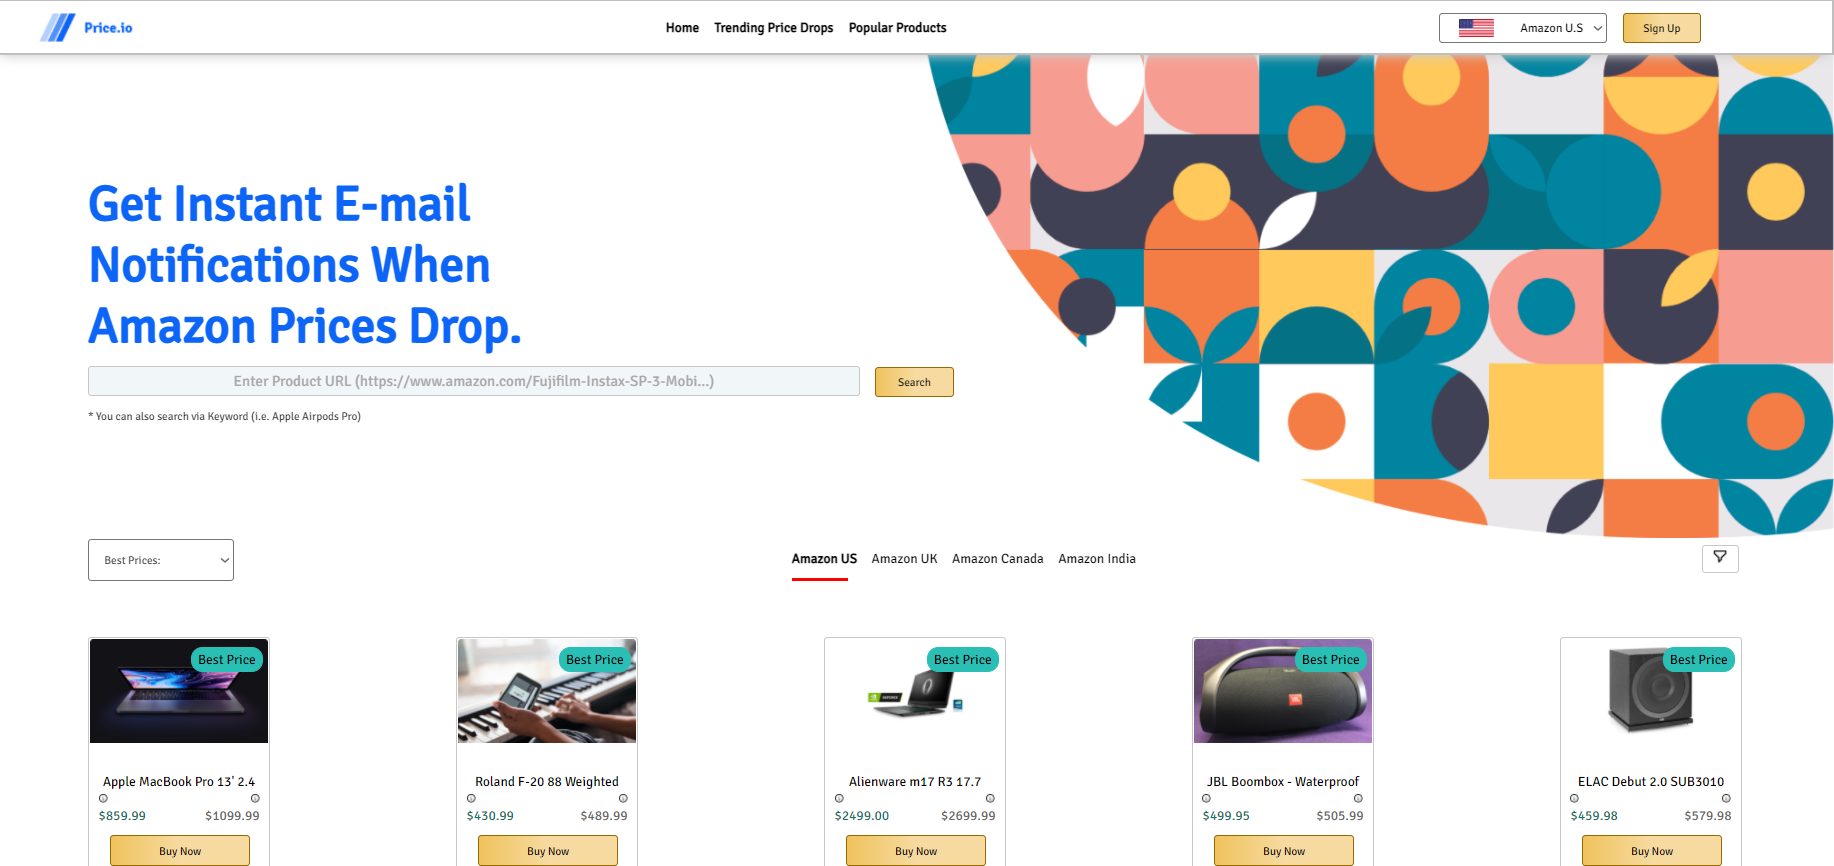 Price.io
Home Trending Price Drops Popular Products
Amazon U.S
Sign Up
Get Instant E-mail
Notifications When
Amazon Prices Drop.
Enter Product URL (https://www.amazon.com/Fujifilm-Instax-SP-3-Mobi...)
Search
* You can also search via Keyword (i.e. Apple Airpods Pro)
Best Prices:
Amazon US Amazon UK Amazon Canada Amazon India
Best Price
Apple MacBook Pro 13' 2.4
$859.99 $1099.99
Buy Now
Best Price
Roland F-20 88 Weighted
$430.99 $489.99
Buy Now
Best Price
Alienware m17 R3 17.7
$2499.00 $2699.99
Buy Now
Best Price
JBL Boombox - Waterproof
$499.95 $505.99
Buy Now
Best Price
ELAC Debut 2.0 SUB3010
$459.98 $579.98
Buy Now